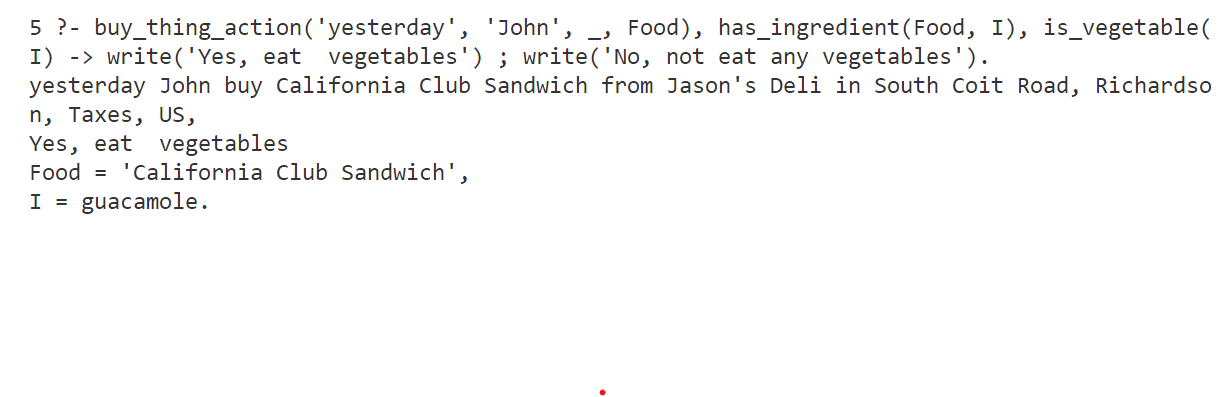 5 ?- buy_thing_action('yesterday', 'John', _, Food), has_ingredient(Food, I), is_vegetable(
I) -> write('Yes, eat  vegetables') ; write('No, not eat any vegetables').
yesterday John buy California Club Sandwich from Jason's Deli in South Coit Road, Richardso
n, Taxes, US,
Yes, eat  vegetables
Food = 'California Club Sandwich',
I = guacamole.